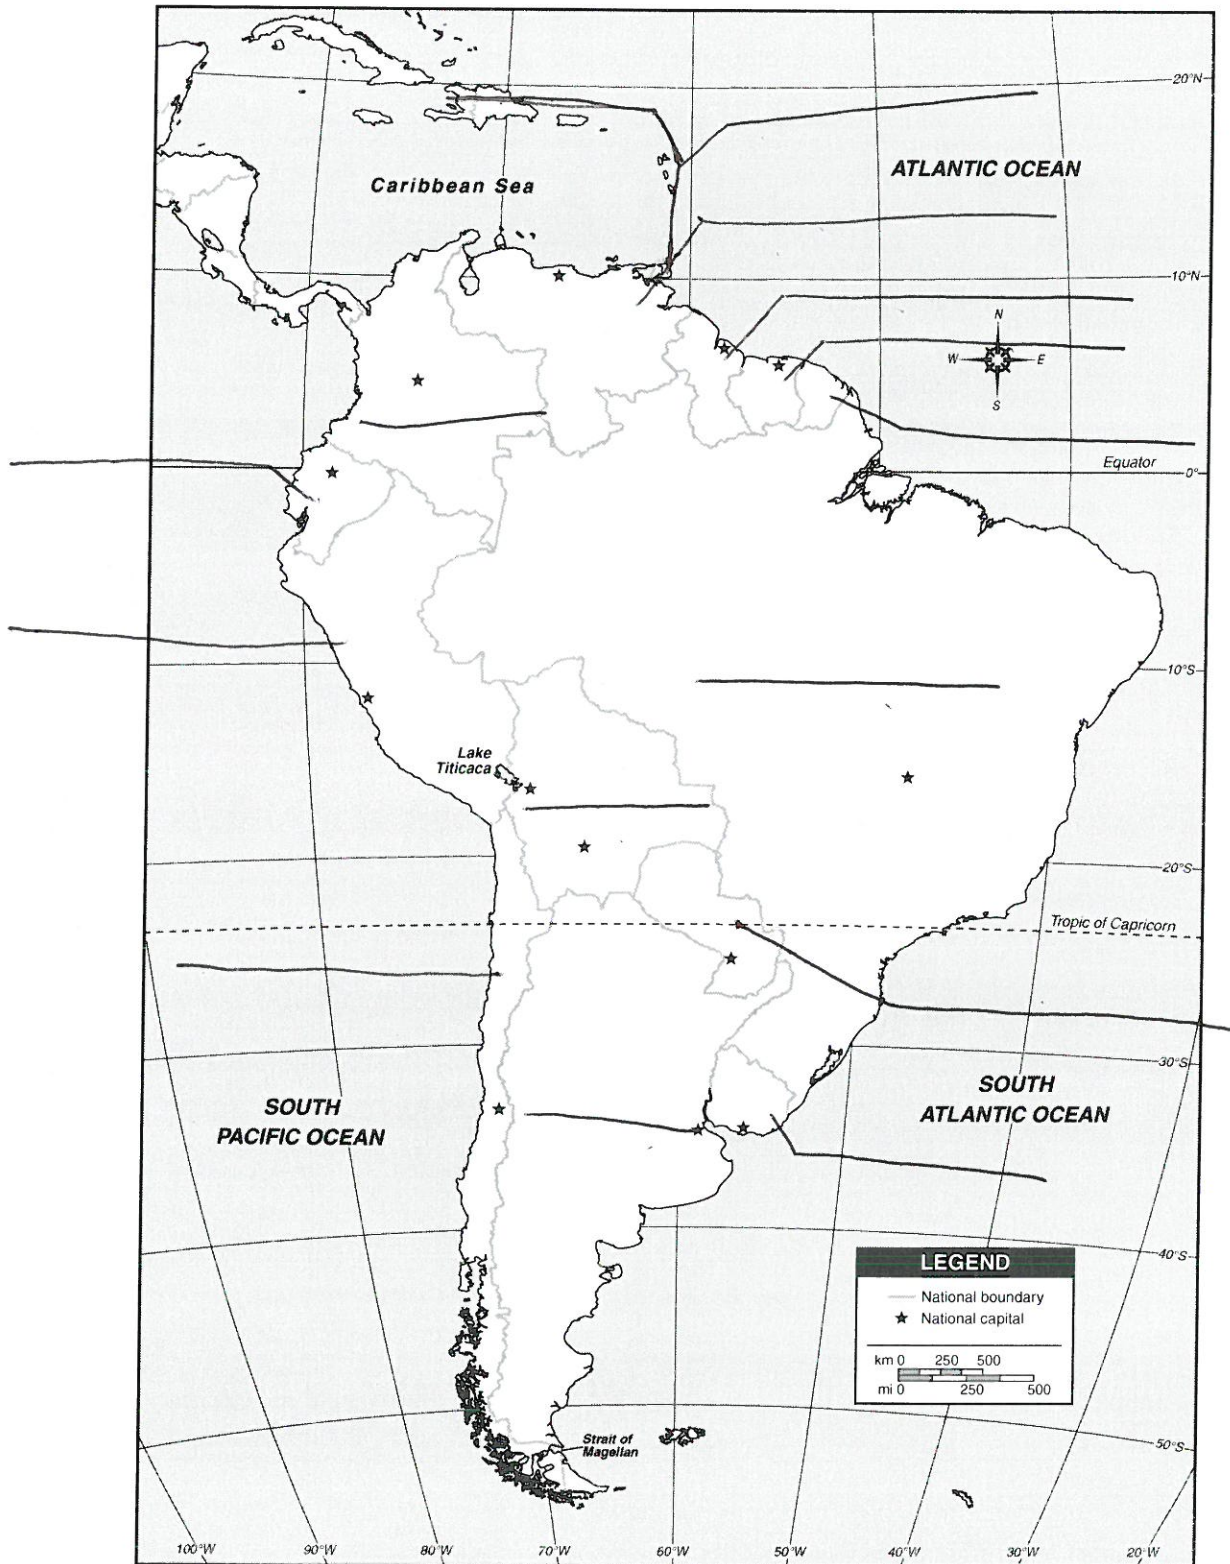 20°N
ATLANTIC OCEAN
Caribbean Sea
10°N
N
W E
S
Equator
0°
10°S
Lake
Titicaca
20°S
Tropic of Capricorn
30°S
SOUTH
PACIFIC OCEAN
SOUTH
ATLANTIC OCEAN
40°S
LEGEND
National boundary
National capital
km 0 250 500
mi 0 250 500
Strait of
Magellan
50°S
100°W 90°W 80°W 70°W 60°W 50°W 40°W 30°W 20°W